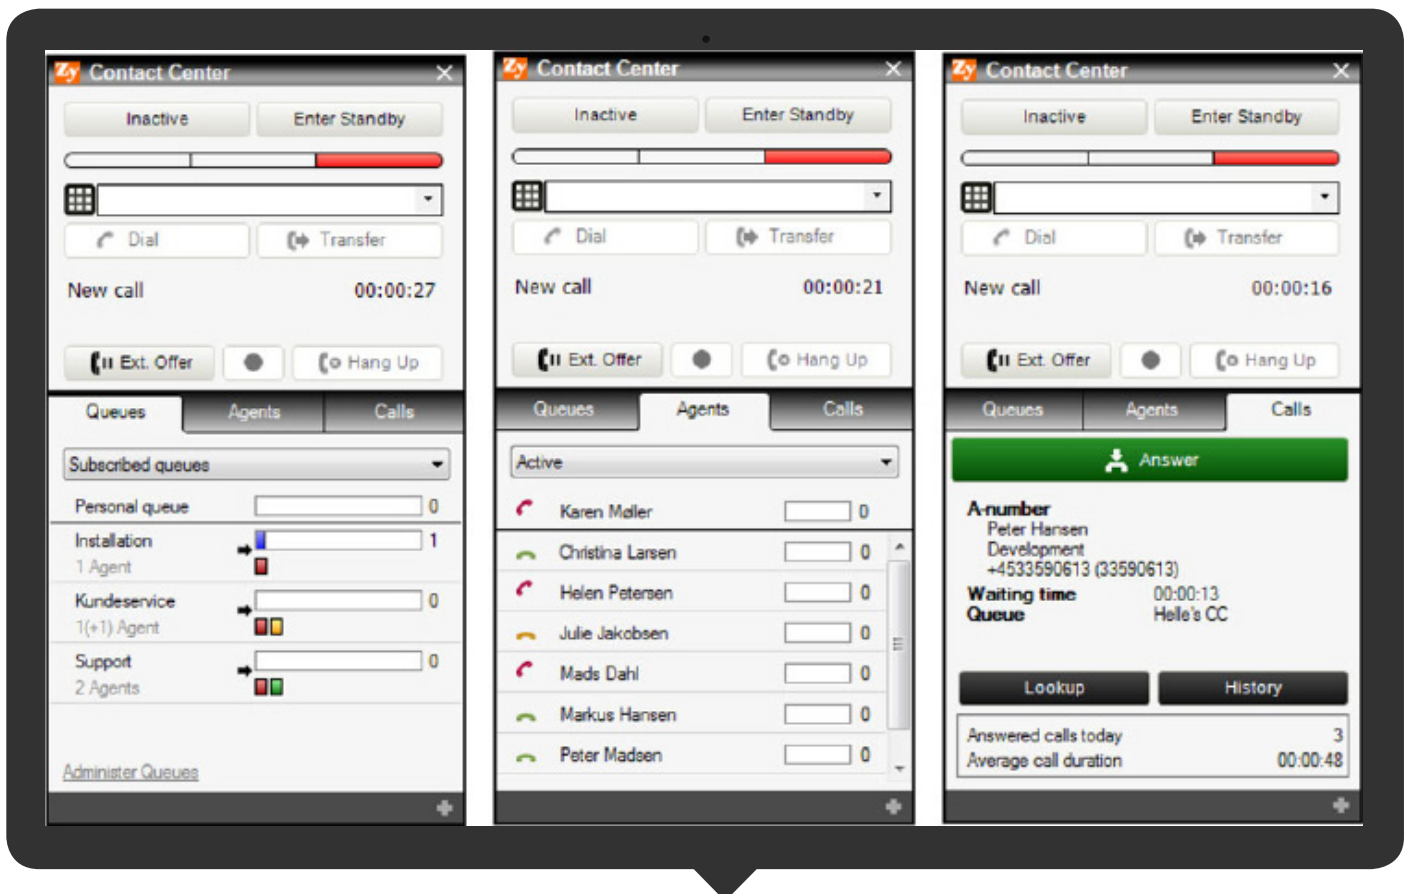 Zy Contact Center
Inactive Enter Standby
Dial Transfer
New call 00:00:27
Ext. Offer Hang Up
Queues Agents Calls
Subscribed queues
Personal queue 0
Installation 1
1 Agent
Kundeservice 0
1(+1) Agent
Support 0
2 Agents
Administer Queues
Zy Contact Center
Inactive Enter Standby
Dial Transfer
New call 00:00:21
Ext. Offer Hang Up
Queues Agents Calls
Active
Karen Møller 0
Christina Larsen 0
Helen Petersen 0
Julie Jakobsen 0
Mads Dahl 0
Markus Hansen 0
Peter Madsen 0
Zy Contact Center
Inactive Enter Standby
Dial Transfer
New call 00:00:16
Ext. Offer Hang Up
Queues Agents Calls
Answer
A-number
Peter Hansen
Development
+4533590613 (33590613)
Waiting time 00:00:13
Queue Helle's CC
Lookup History
Answered calls today 3
Average call duration 00:00:48